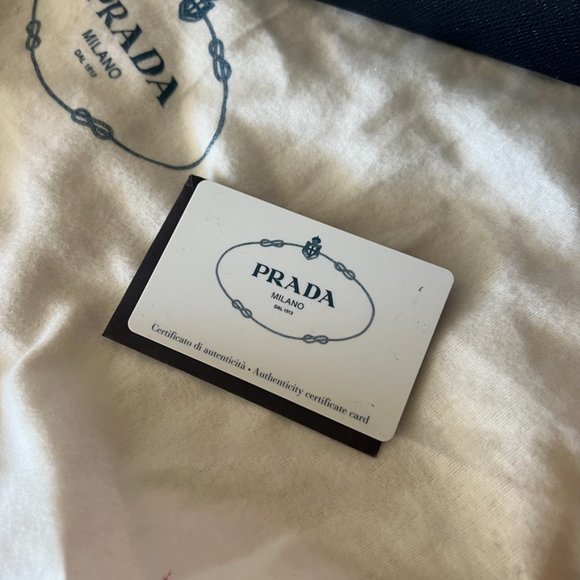 PRADA
MILANO
DAL 1913
PRADA
MILANO
DAL 1913
Certificato di autenticità • Authenticity certificate card